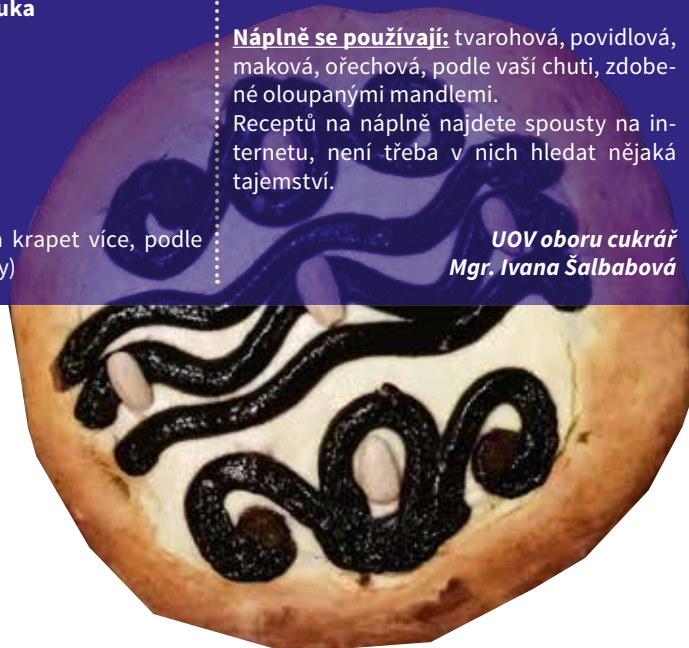 uka
krapet více, podle
y)
Náplně se používají: tvarohová, povidlová,
maková, ořechová, podle vaší chuti, zdobe-
né oloupanými mandlemi.
Receptů na náplně najdete spousty na in-
ternetu, není třeba v nich hledat nějaká
tajemství.
UOV oboru cukrář
Mgr. Ivana Šalbabová